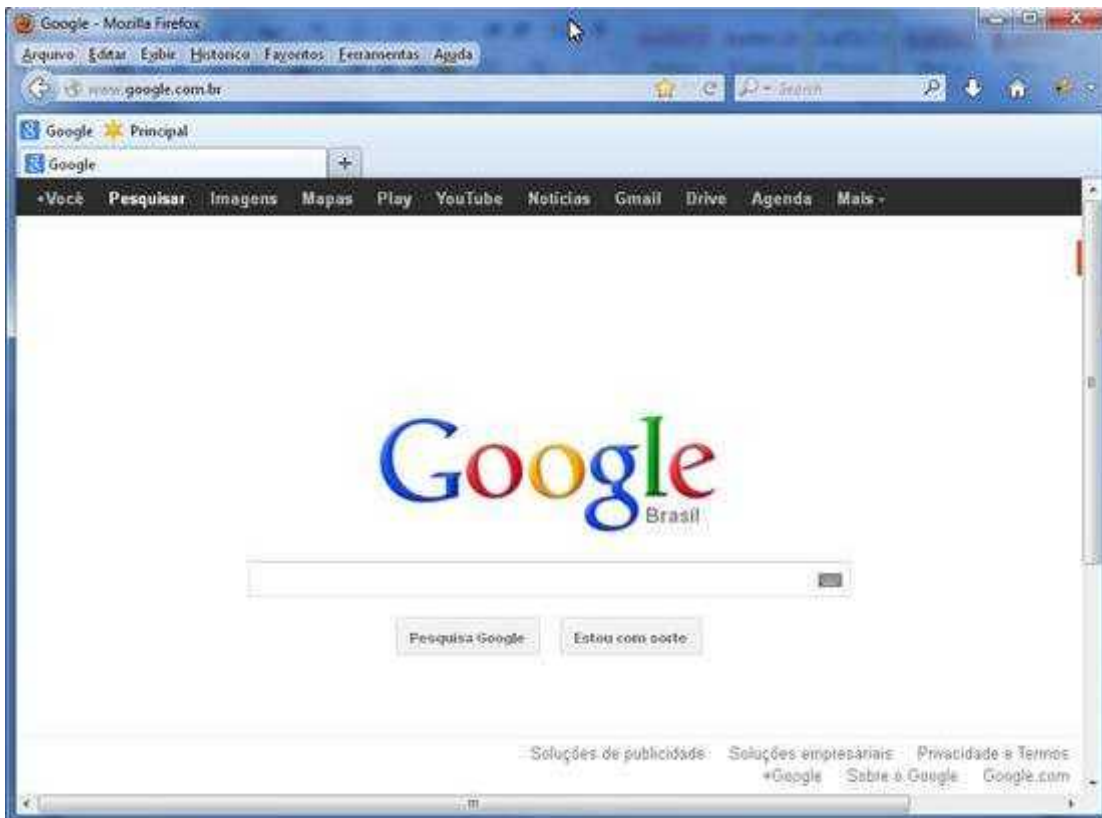 Google - Mozilla Firefox
Arquivo Editar Exibir Histórico Favoritos Ferramentas Ajuda
www.google.com.br Search
Google Principal
Google
+Você Pesquisar Imagens Mapas Play YouTube Notícias Gmail Drive Agenda Mais
Google
Brasil
Pesquisa Google Estou com sorte
Soluções de publicidade Soluções empresariais Privacidade e Termos
+Google Sobre o Google Google.com